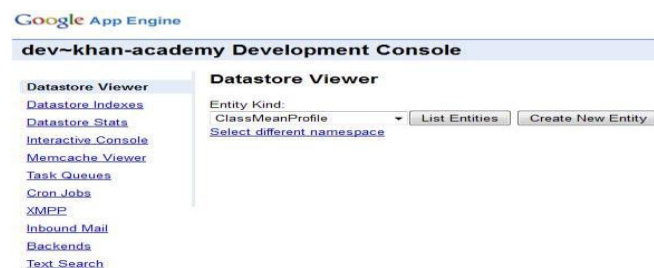 Google App Engine
dev~khan-academy Development Console
Datastore Viewer
Datastore Indexes
Datastore Stats
Interactive Console
Memcache Viewer
Task Queues
Cron Jobs
XMPP
Inbound Mail
Backends
Text Search
Datastore Viewer
Entity Kind:
ClassMeanProfile List Entities Create New Entity
Select different namespace